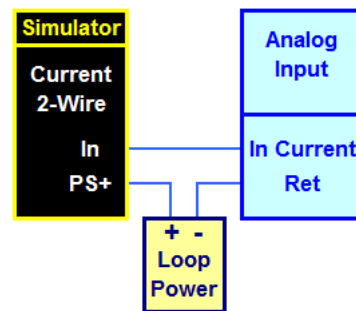 Simulator
Current
2-Wire
In
PS+
Analog
Input
In Current
Ret
+ -
Loop
Power